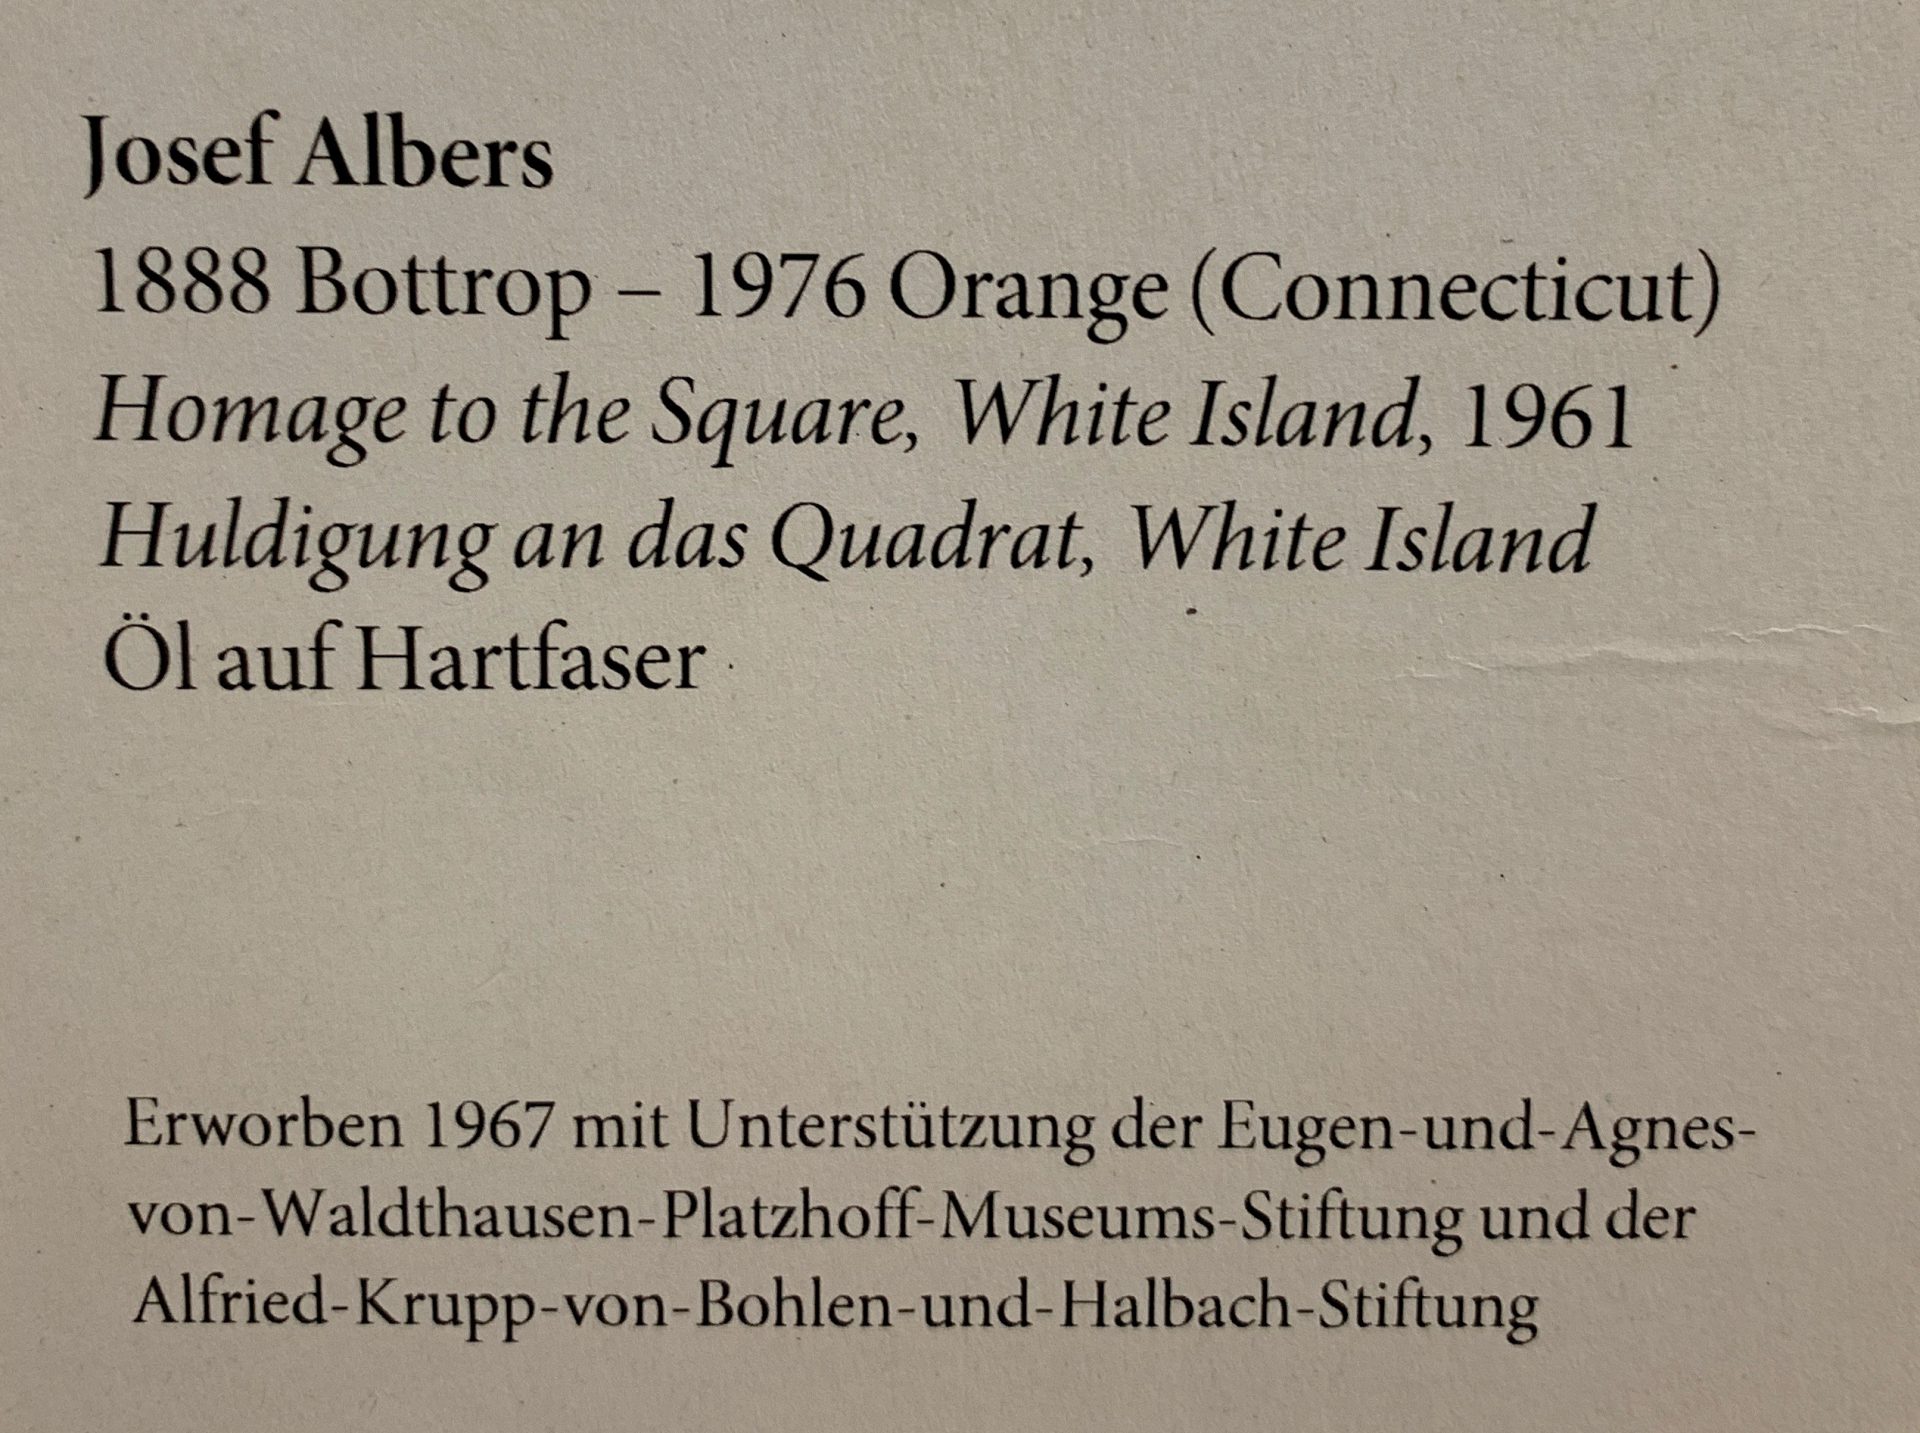 Josef Albers
1888 Bottrop – 1976 Orange (Connecticut)
Homage to the Square, White Island, 1961
Huldigung an das Quadrat, White Island
Öl auf Hartfaser
Erworben 1967 mit Unterstützung der Eugen-und-Agnes-
von-Waldthausen-Platzhoff-Museums-Stiftung und der
Alfried-Krupp-von-Bohlen-und-Halbach-Stiftung